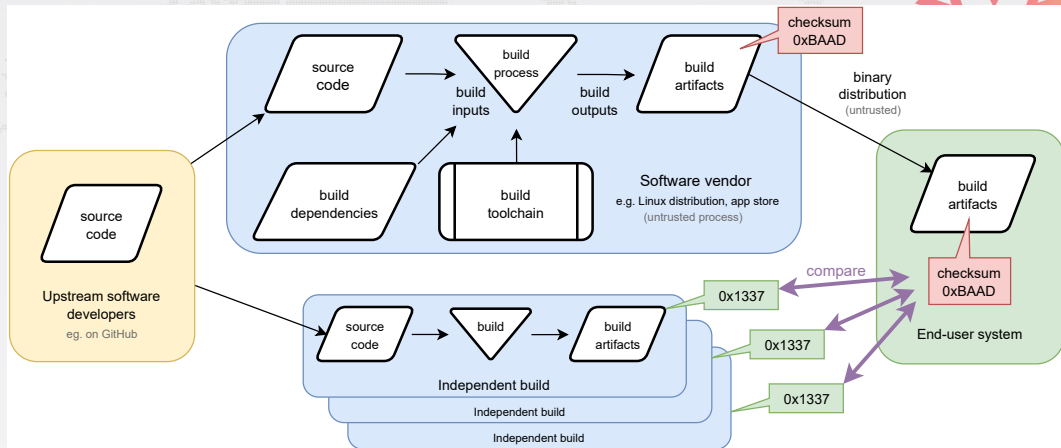 checksum
0xBAAD
source
code
build
process
build
inputs
build
outputs
build
artifacts
binary
distribution
(untrusted)
build
dependencies
build
toolchain
Software vendor
e.g. Linux distribution, app store
(untrusted process)
source
code
Upstream software
developers
eg. on GitHub
build
artifacts
checksum
0xBAAD
End-user system
compare
0x1337
0x1337
0x1337
source
code
build
build
artifacts
Independent build
Independent build
Independent build